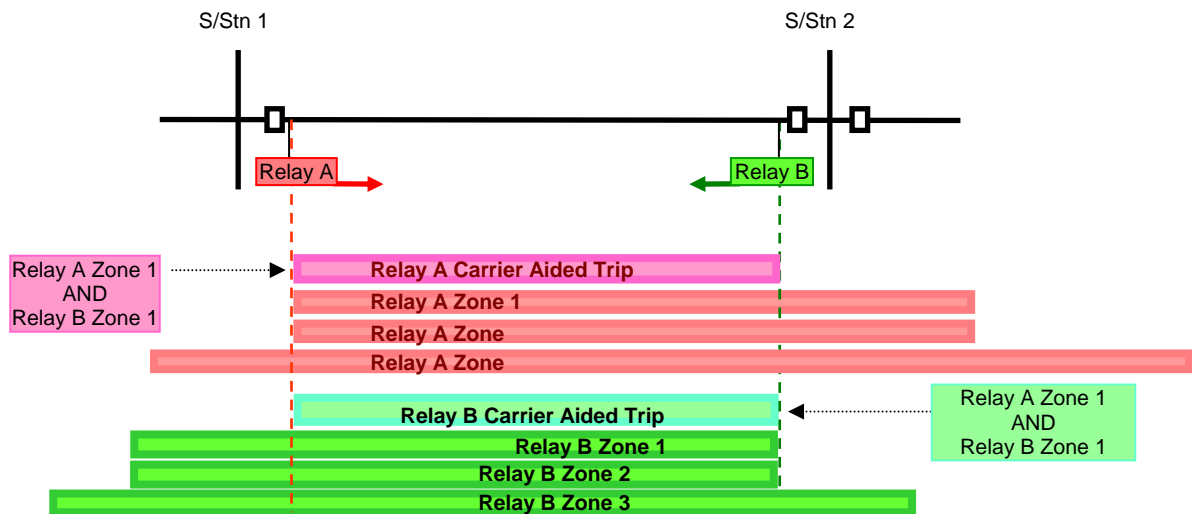 S/Stn 1
S/Stn 2
Relay A
Relay B
Relay A Zone 1
AND
Relay B Zone 1
Relay A Carrier Aided Trip
Relay A Zone 1
Relay A Zone
Relay A Zone
Relay B Carrier Aided Trip
Relay A Zone 1
AND
Relay B Zone 1
Relay B Zone 1
Relay B Zone 2
Relay B Zone 3